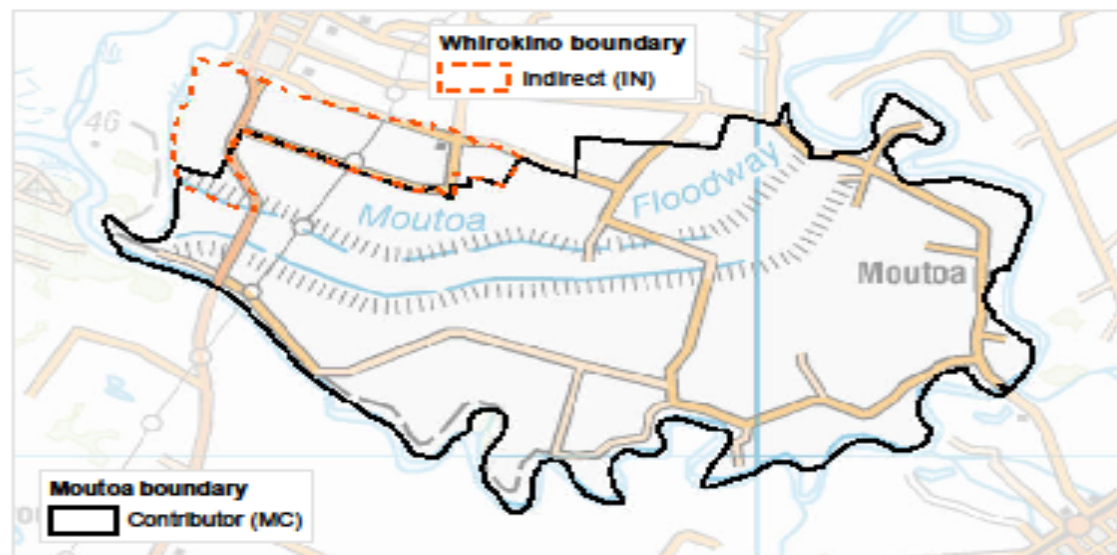 Whirokino boundary
Indirect (IN)
46
Moutoa
Floodway
Moutoa
Moutoa boundary
Contributor (MC)